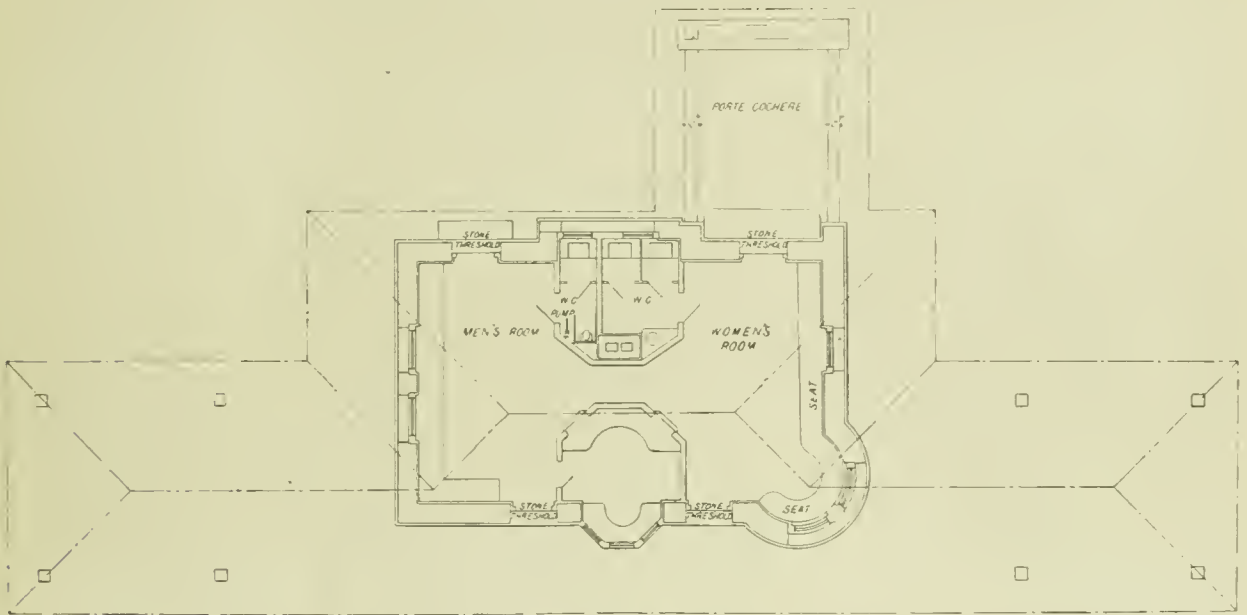 PORTE COCHERE
STONE
THRESHOLD
STONE
THRESHOLD
W C
W C
PUMP
MEN'S ROOM
WOMEN'S
ROOM
SEAT
SEAT
STONE
THRESHOLD
STONE
THRESHOLD